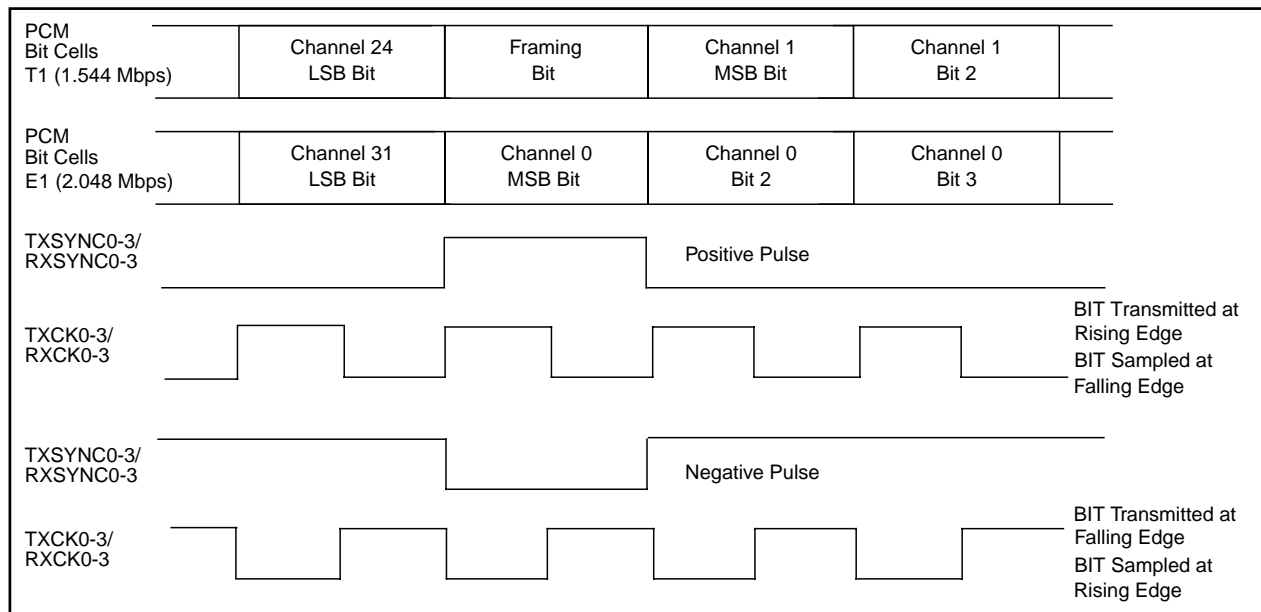 PCM
Bit Cells
T1 (1.544 Mbps)
Channel 24
LSB Bit
Framing
Bit
Channel 1
MSB Bit
Channel 1
Bit 2
PCM
Bit Cells
E1 (2.048 Mbps)
Channel 31
LSB Bit
Channel 0
MSB Bit
Channel 0
Bit 2
Channel 0
Bit 3
TXSYNC0-3/
RXSYNC0-3
Positive Pulse
TXCK0-3/
RXCK0-3
BIT Transmitted at
Rising Edge
BIT Sampled at
Falling Edge
TXSYNC0-3/
RXSYNC0-3
Negative Pulse
TXCK0-3/
RXCK0-3
BIT Transmitted at
Falling Edge
BIT Sampled at
Rising Edge